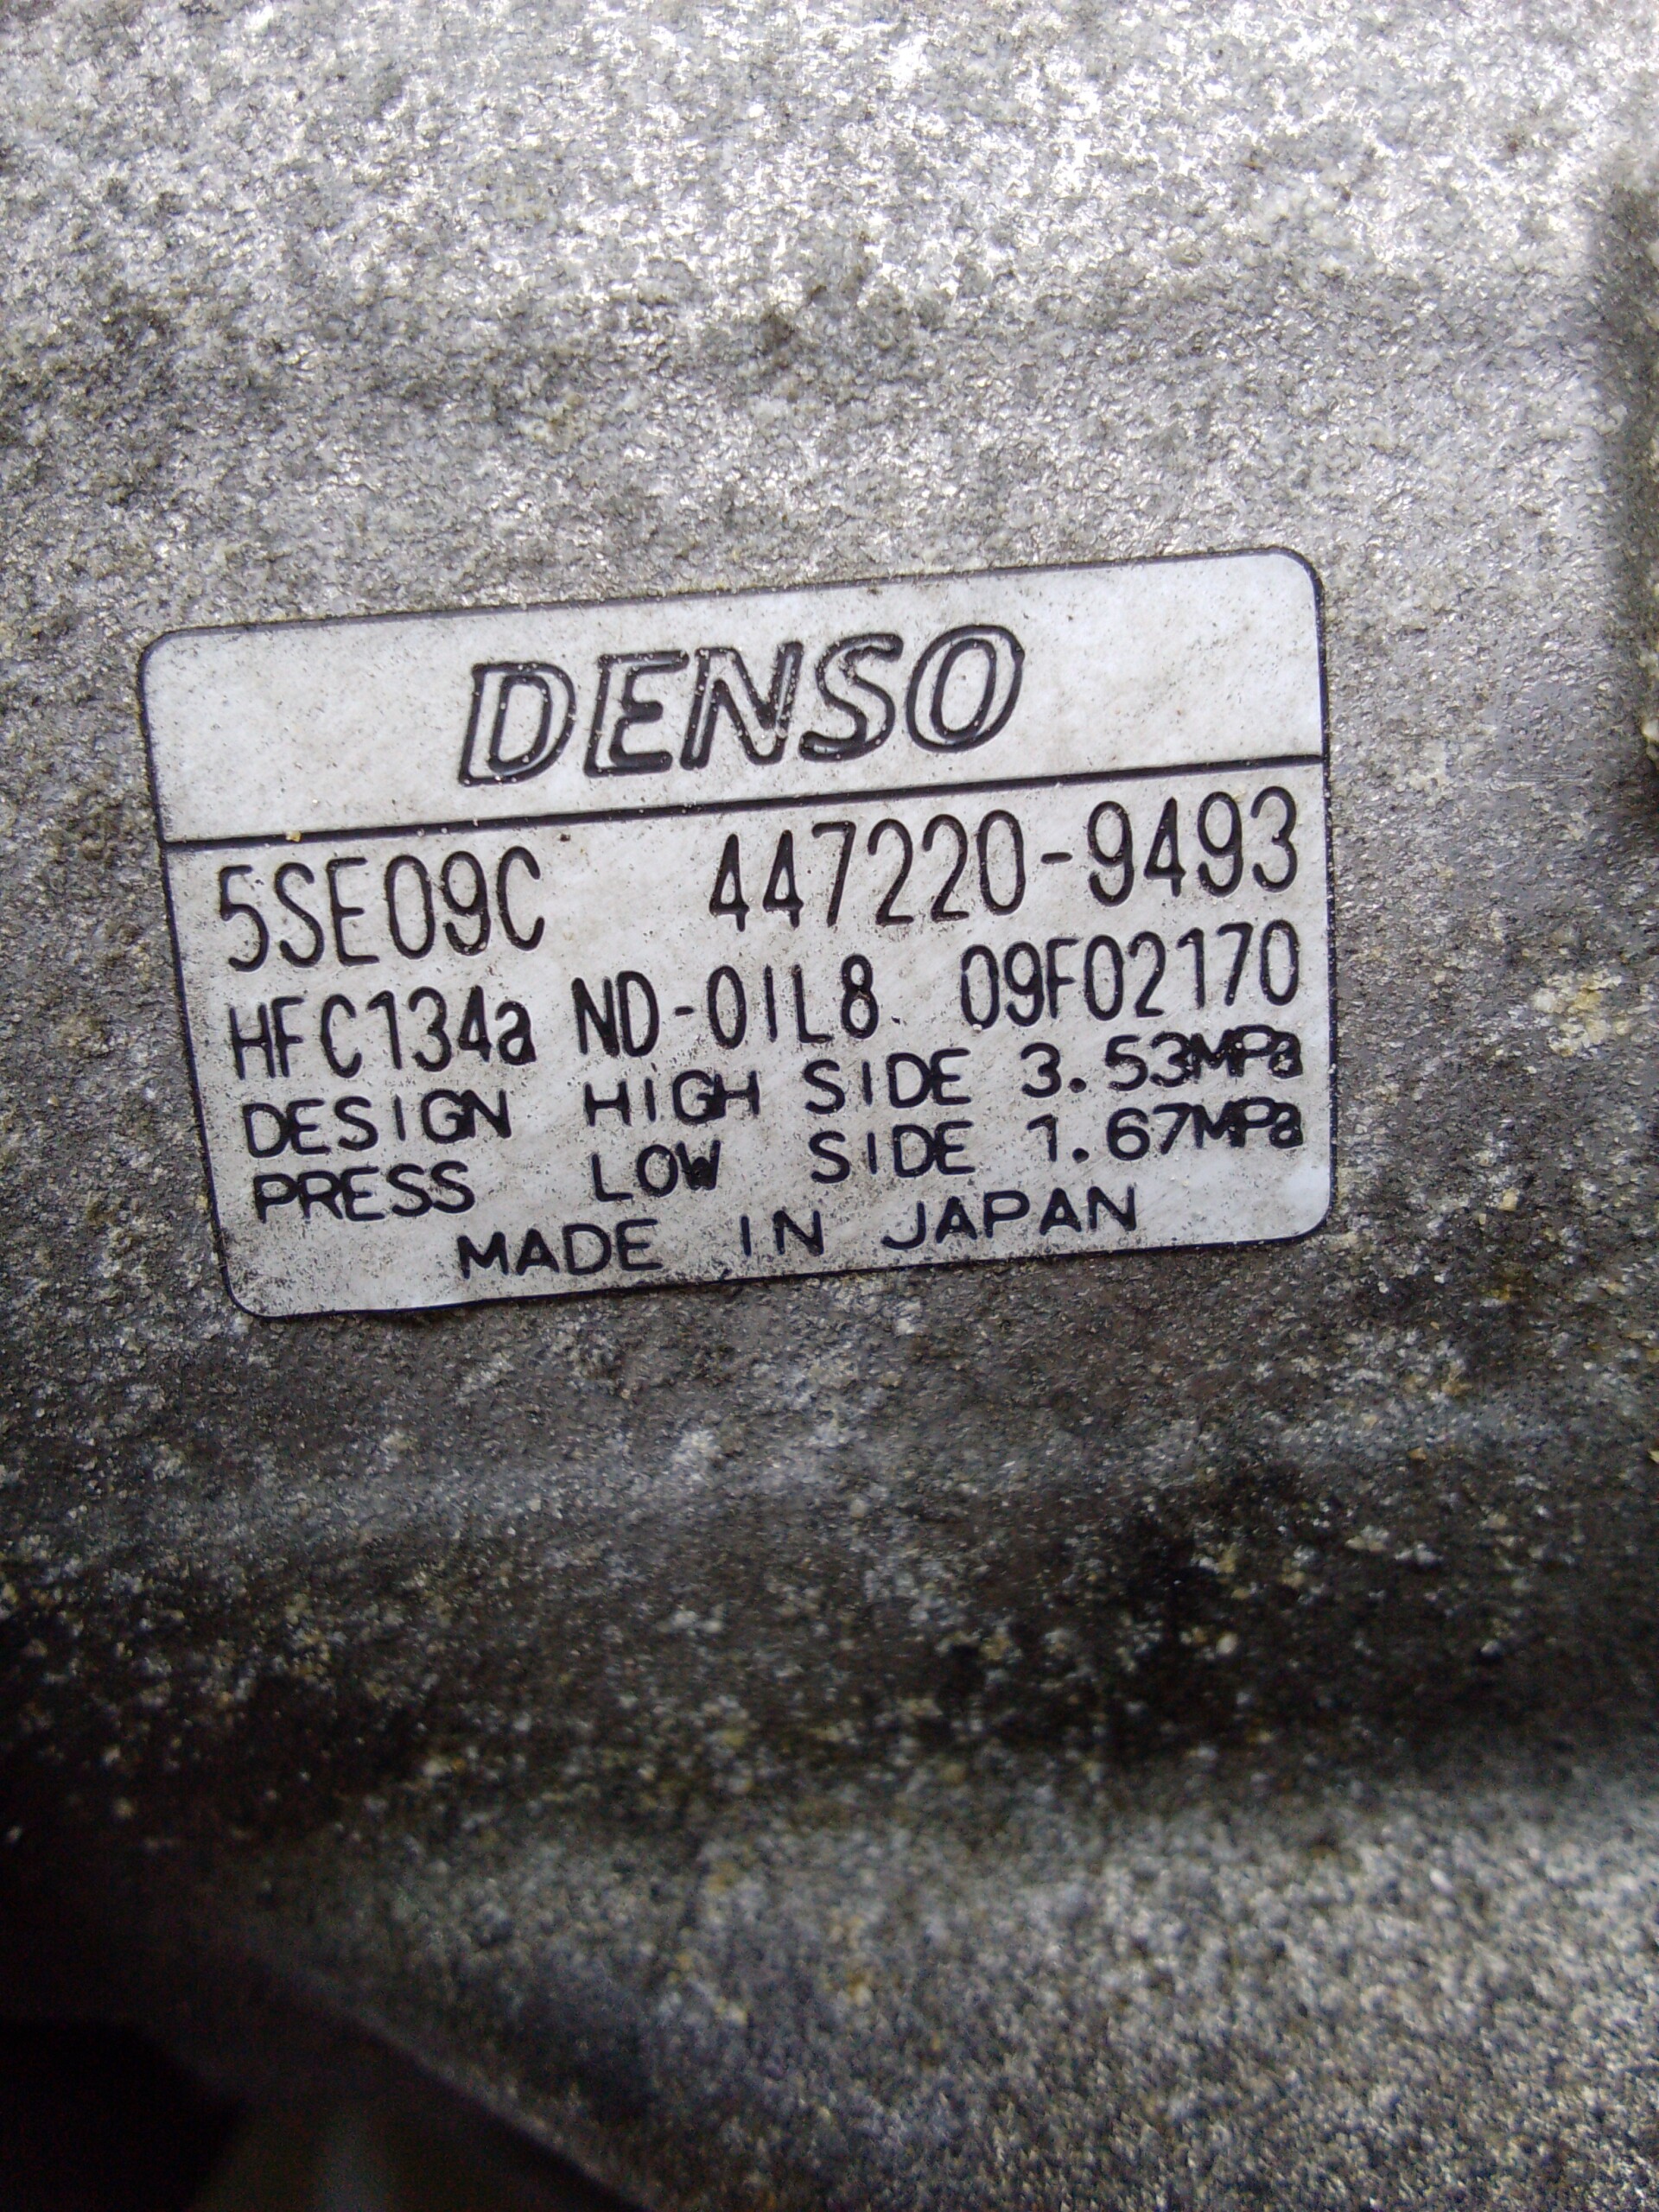 DENSO
5SE09C 447220-9493
HFC134a ND-OIL8 09F02170
DESIGN HIGH SIDE 3.53MPa
PRESS LOW SIDE 1.67MPa
MADE IN JAPAN